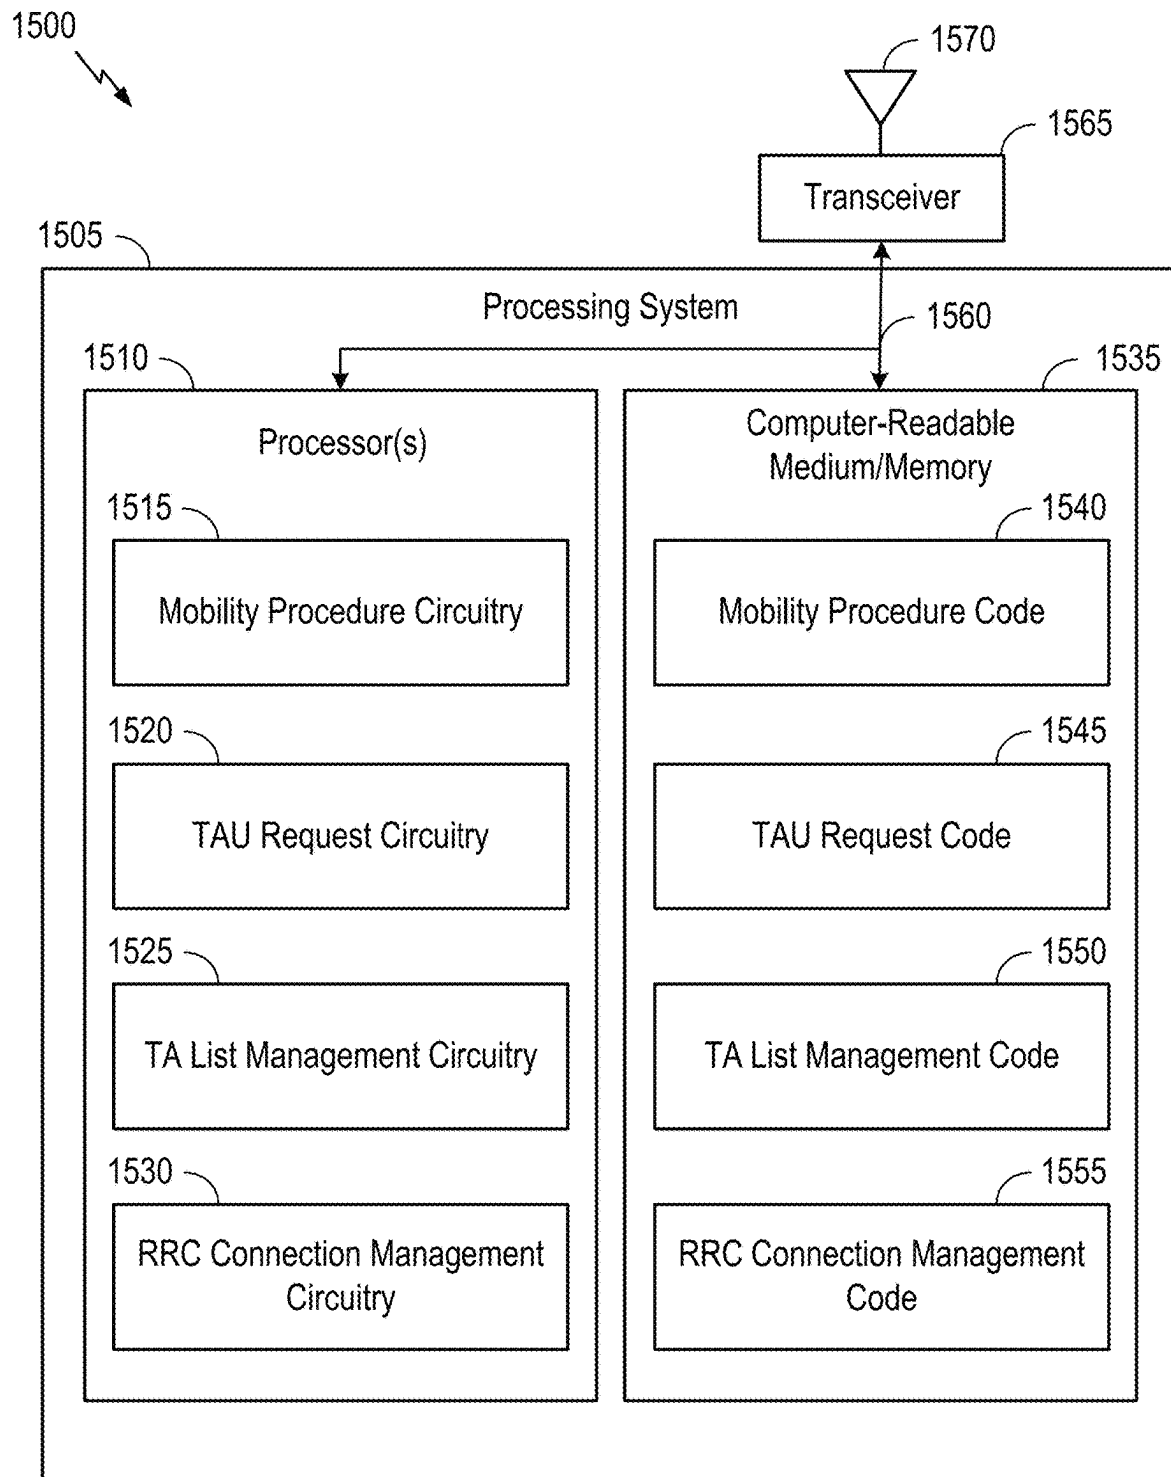 1500
1570
1565
Transceiver
1505
Processing System
1560
1510
1535
Processor(s)
Computer-Readable
Medium/Memory
1515
1540
Mobility Procedure Circuitry
Mobility Procedure Code
1520
1545
TAU Request Circuitry
TAU Request Code
1525
1550
TA List Management Circuitry
TA List Management Code
1530
1555
RRC Connection Management
Circuitry
RRC Connection Management
Code